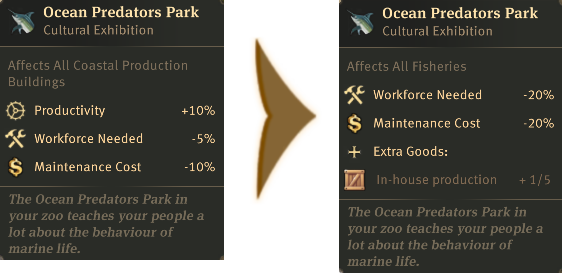 Ocean Predators Park
Cultural Exhibition
Affects All Coastal Production
Buildings
Productivity +10%
Workforce Needed -5%
Maintenance Cost -10%
The Ocean Predators Park in
your zoo teaches your people a
lot about the behaviour of
marine life.
Ocean Predators Park
Cultural Exhibition
Affects All Fisheries
Workforce Needed -20%
Maintenance Cost -20%
Extra Goods:
In-house production + 1/5
The Ocean Predators Park in
your zoo teaches your people a
lot about the behaviour of
marine life.